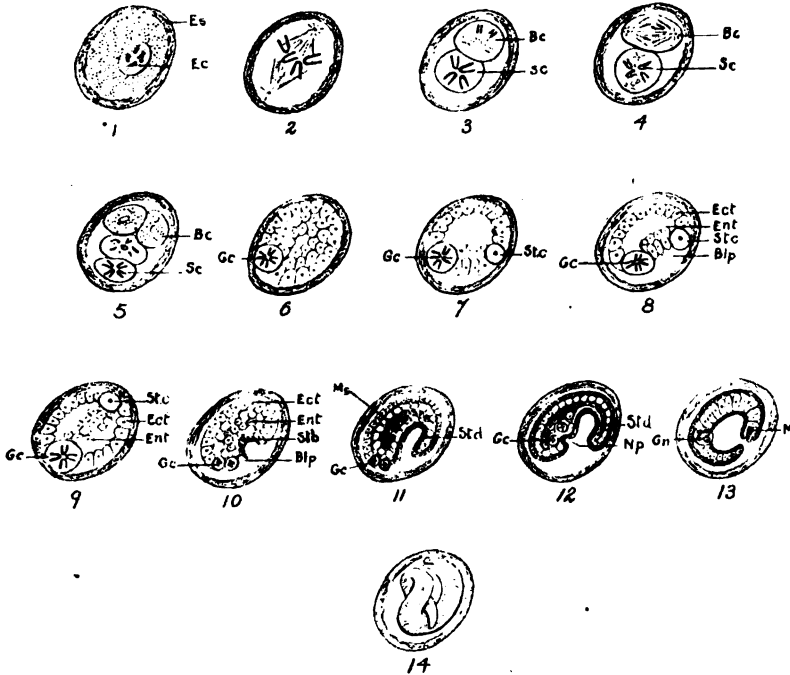 Es
Ec
1
2
Bc
Sc
3
Bc
Sc
4
Bc
Sc
5
Gc
6
Gc
Stc
7
Ect
Ent
Stc
Blp
Gc
8
Stc
Ect
Ent
Gc
9
Ect
Ent
Stb
Blp
Gc
10
Ms
Std
Gc
11
Gc
Std
Np
12
Gn
13
14